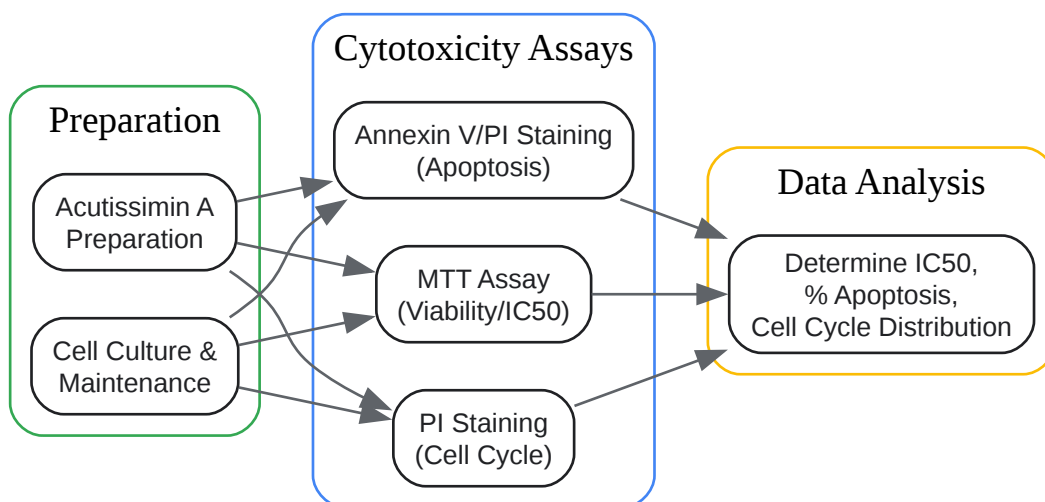 Preparation
Acutissimin A
Preparation
Cell Culture &
Maintenance
Cytotoxicity Assays
Annexin V/PI Staining
(Apoptosis)
MTT Assay
(Viability/IC50)
PI Staining
(Cell Cycle)
Data Analysis
Determine IC50,
% Apoptosis,
Cell Cycle Distribution